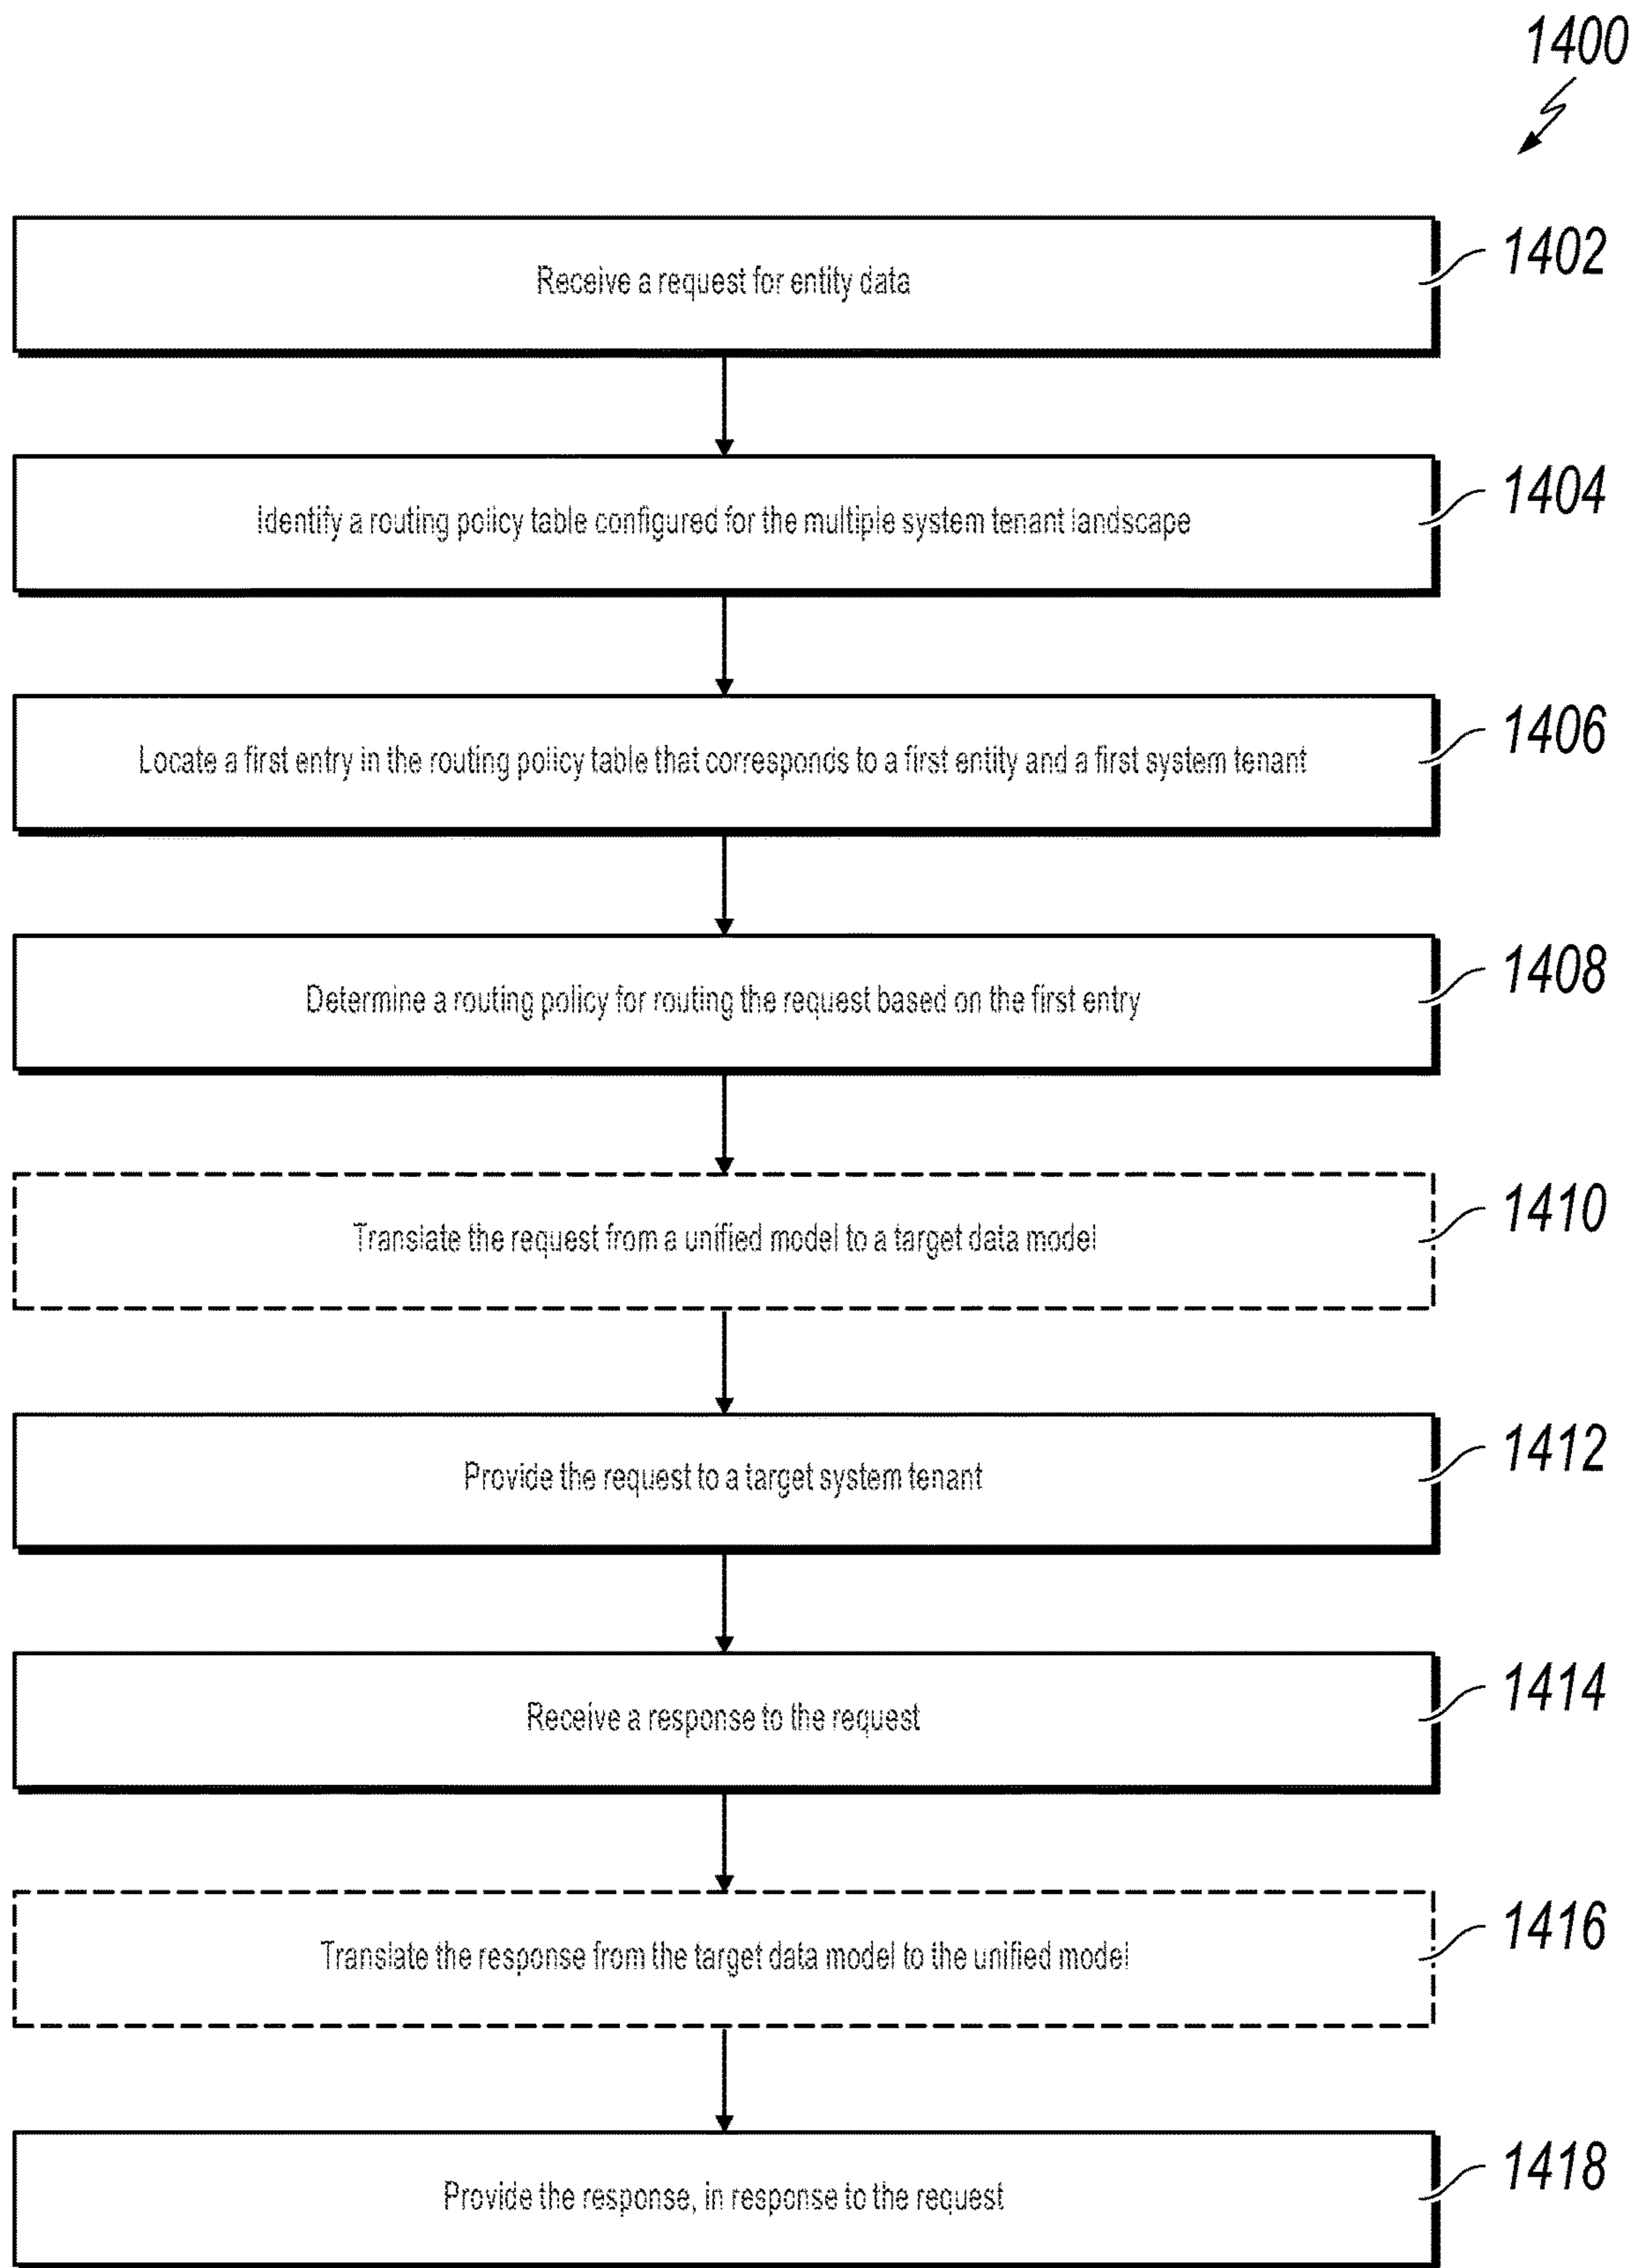 1400
Receive a request for entity data
1402
Identify a routing policy table configured for the multiple system tenant landscape
1404
Locate a first entry in the routing policy table that corresponds to a first entity and a first system tenant
1406
Determine a routing policy for routing the request based on the first entry
1408
Translate the request from a unified model to a target data model
1410
Provide the request to a target system tenant
1412
Receive a response to the request
1414
Translate the response from the target data model to the unified model
1416
Provide the response, in response to the request
1418